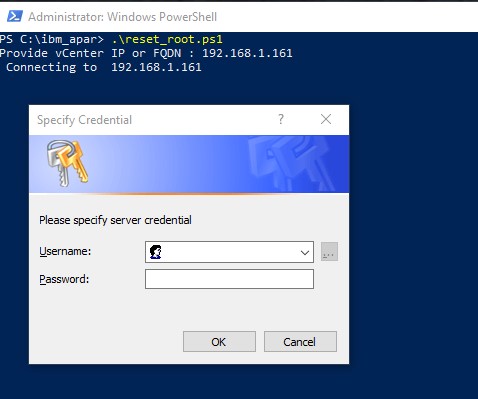 Administrator: Windows PowerShell
PS C:\ibm_apar> .\reset_root.ps1
Provide vCenter IP or FQDN : 192.168.1.161
Connecting to  192.168.1.161
Specify Credential
?
Please specify server credential
Username:
...
Password:
OK
Cancel